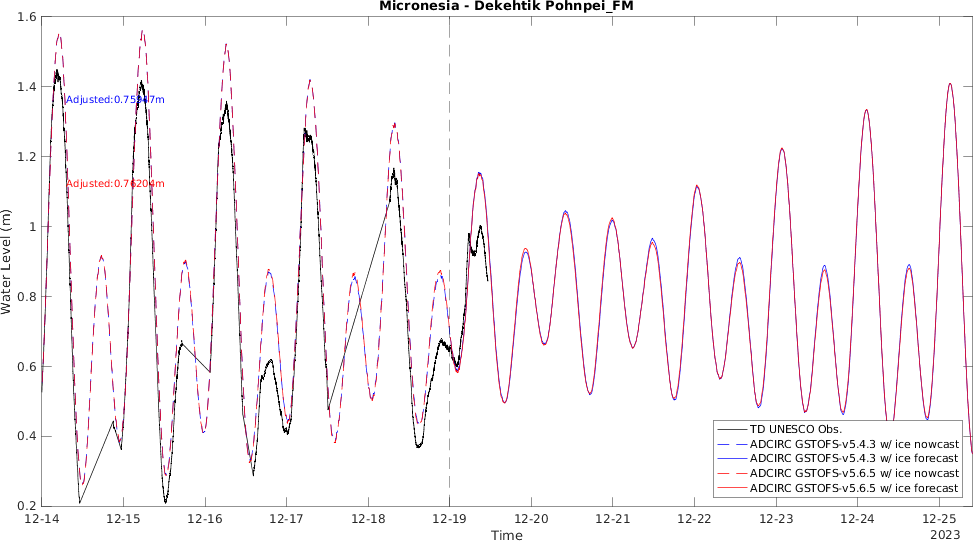 Micronesia - Dekehtik Pohnpei_FM
Water Level (m)
1.6
1.4
1.2
1
0.8
0.6
0.4
0.2
Adjusted:0.75947m
Adjusted:0.76204m
TD UNESCO Obs.
ADCIRC GSTOFS-v5.4.3 w/ ice nowcast
ADCIRC GSTOFS-v5.4.3 w/ ice forecast
ADCIRC GSTOFS-v5.6.5 w/ ice nowcast
ADCIRC GSTOFS-v5.6.5 w/ ice forecast
12-14 12-15 12-16 12-17 12-18 12-19 12-20 12-21 12-22 12-23 12-24 12-25
Time
2023